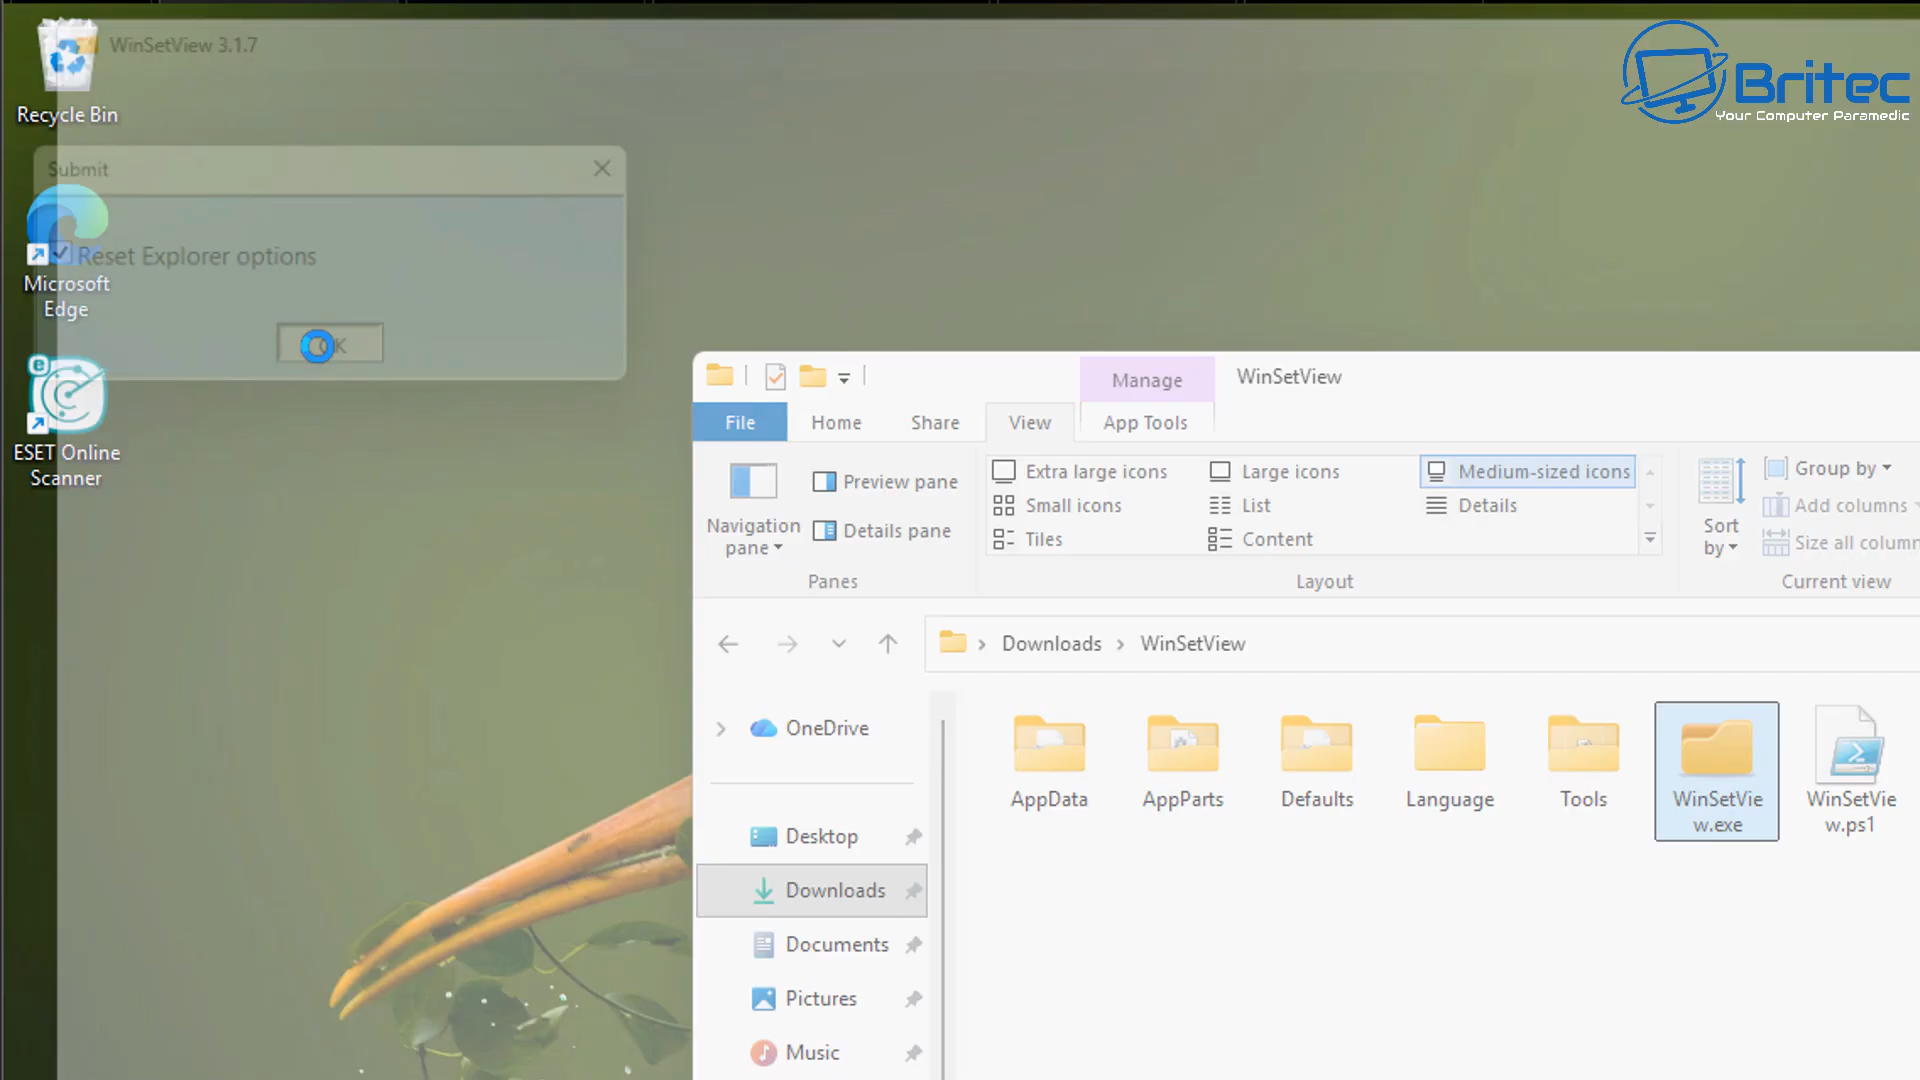 WinSetView 3.1.7
Recycle Bin
Britec
Your Computer Paramedic
Submit
Reset Explorer options
Microsoft
Edge
ESET Online
Scanner
Manage
WinSetView
File
Home
Share
View
App Tools
Navigation
pane
Preview pane
Details pane
Panes
Extra large icons
Large icons
Medium-sized icons
Small icons
List
Details
Tiles
Content
Layout
Sort
by
Group by
Add columns
Size all column
Current view
Downloads
WinSetView
OneDrive
Desktop
Downloads
Documents
Pictures
Music
AppData
AppParts
Defaults
Language
Tools
WinSetVie
w.exe
WinSetVie
w.ps1